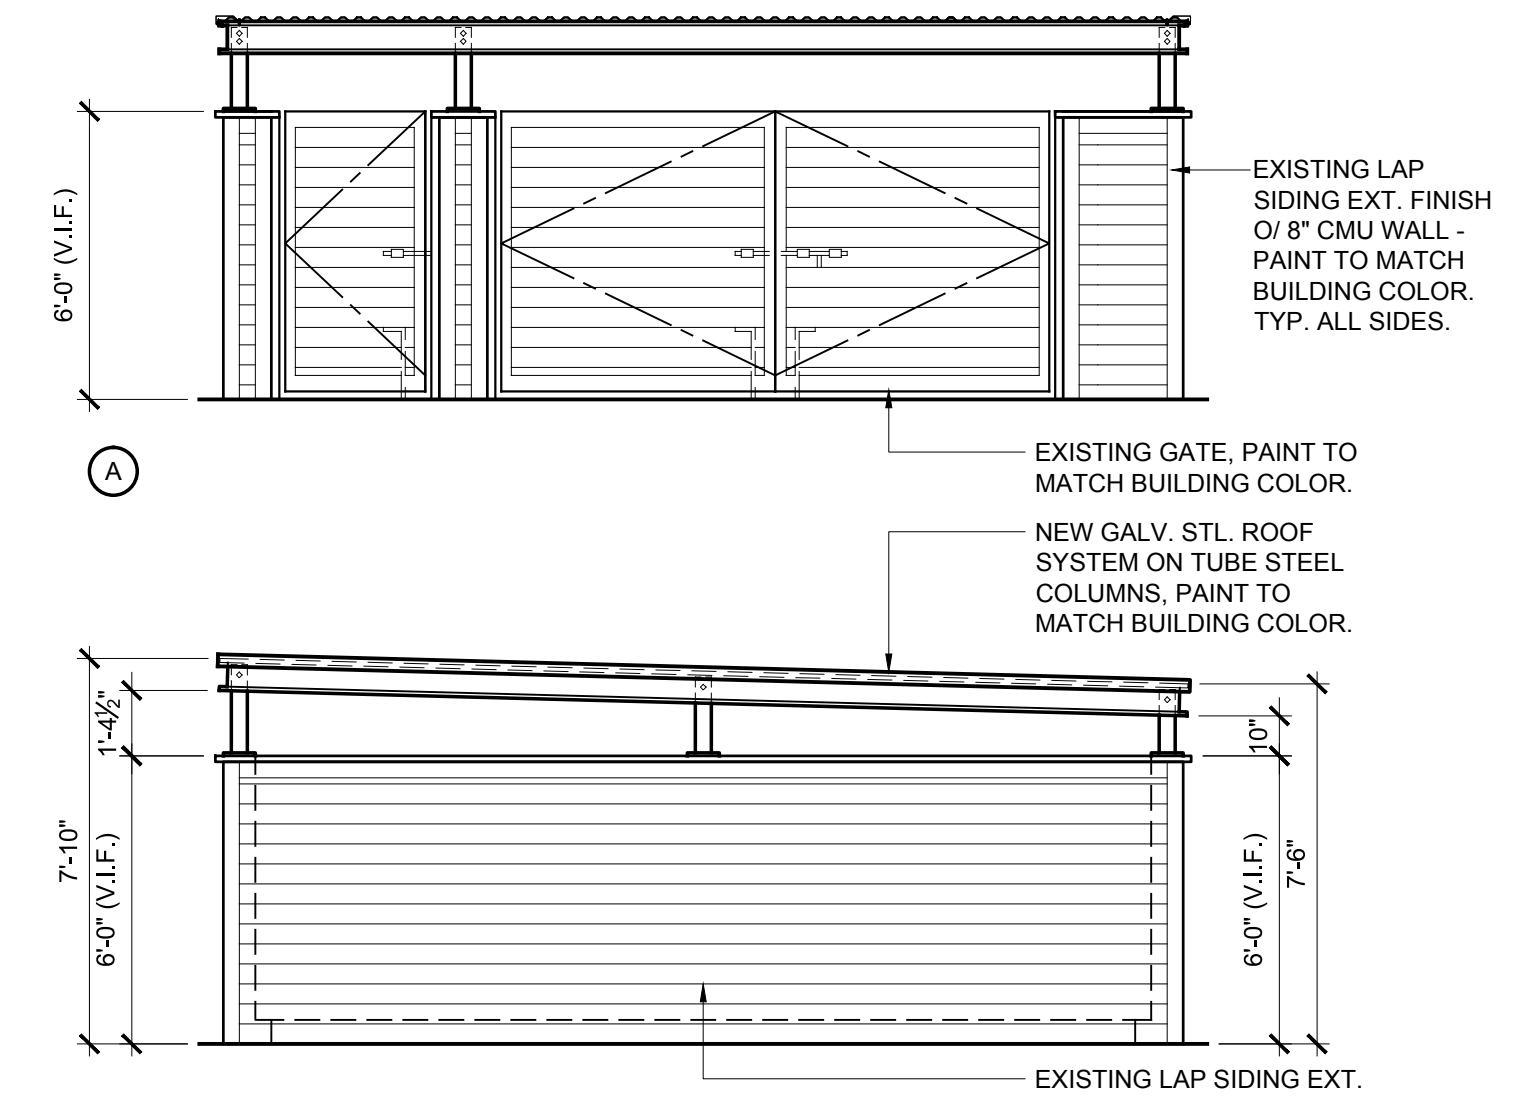 6'-0" (V.I.F.)
EXISTING LAP
SIDING EXT. FINISH
O/ 8" CMU WALL -
PAINT TO MATCH
BUILDING COLOR.
TYP. ALL SIDES.
A
EXISTING GATE, PAINT TO
MATCH BUILDING COLOR.
NEW GALV. STL. ROOF
SYSTEM ON TUBE STEEL
COLUMNS, PAINT TO
MATCH BUILDING COLOR.
7'-10"
1'-4½"
6'-0" (V.I.F.)
10"
6'-0" (V.I.F.)
7'-6"
EXISTING LAP SIDING EXT.